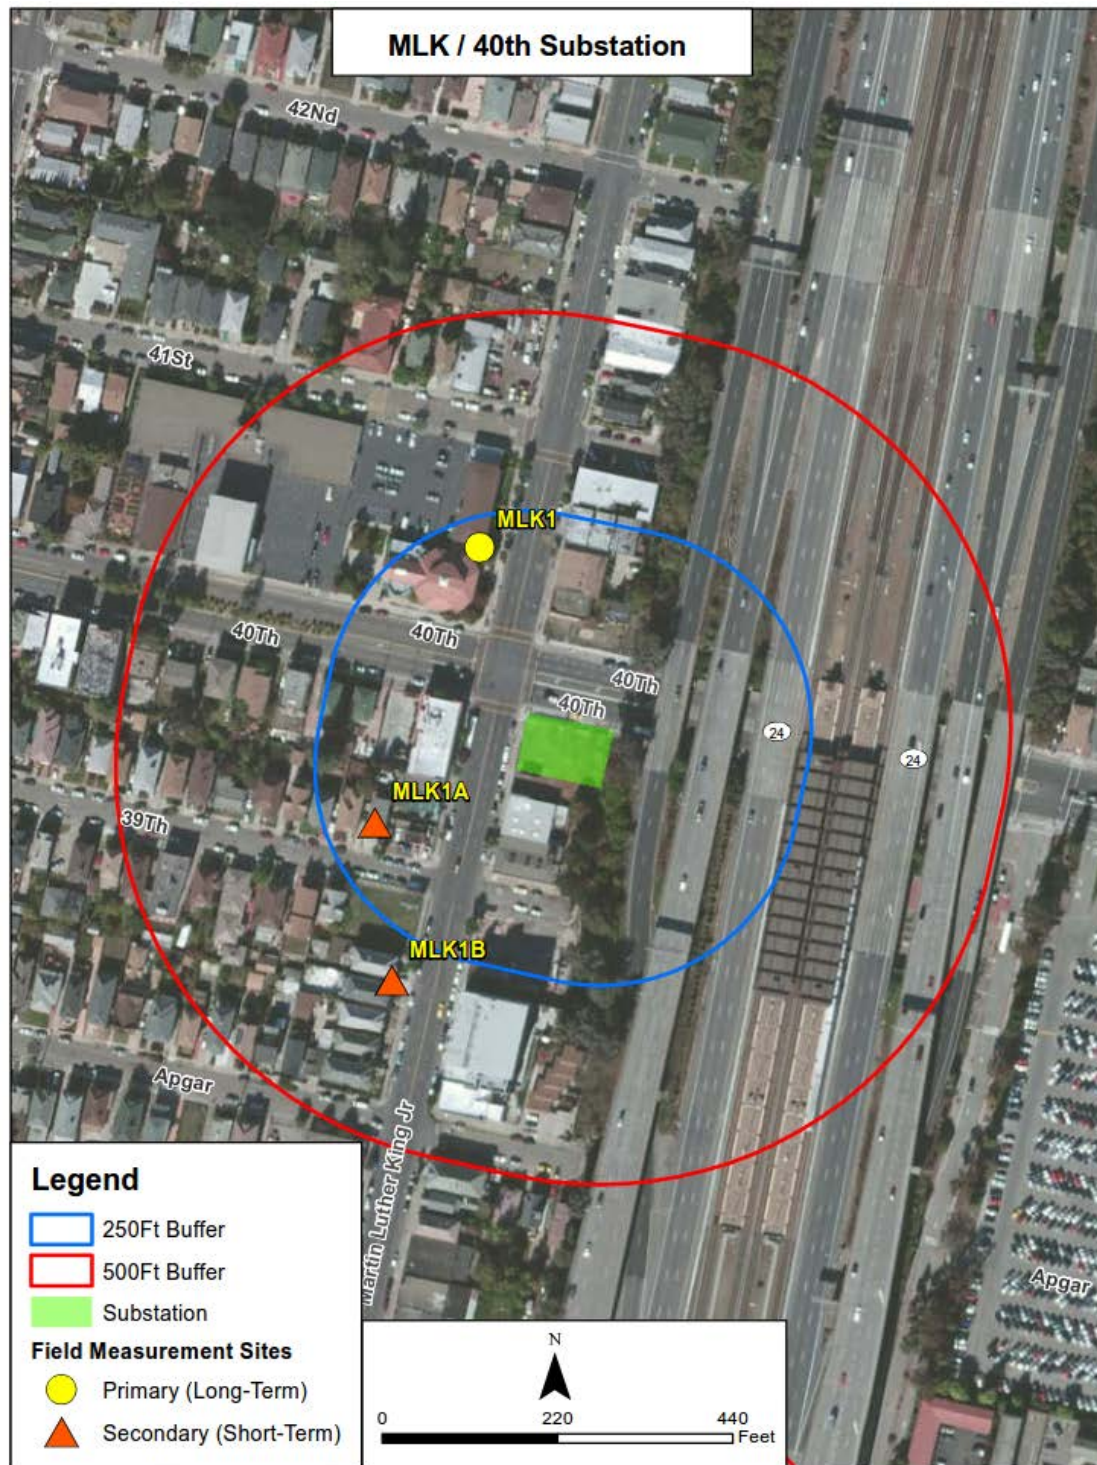 MLK / 40th Substation
42Nd
41St
MLK1
40Th
40Th
40Th
40Th
24
24
MLK1A
39Th
MLK1B
Apgar
Martin Luther King Jr
Apgar
Legend
250Ft Buffer
500Ft Buffer
Substation
Field Measurement Sites
Primary (Long-Term)
Secondary (Short-Term)
N
0 220 440
Feet